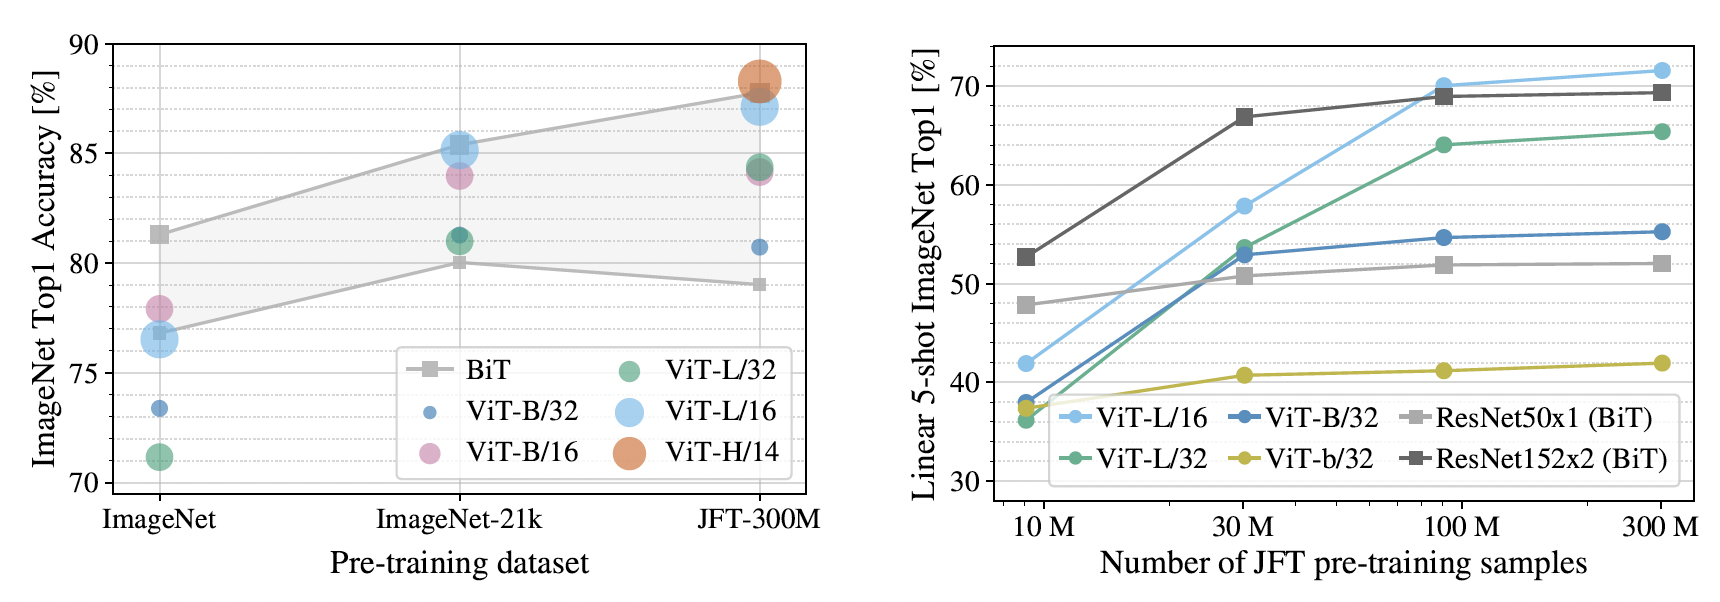 90
85
80
75
70
ImageNet Top1 Accuracy [%]
BiT
ViT-B/32
ViT-B/16
ViT-L/32
ViT-L/16
ViT-H/14
ImageNet
ImageNet-21k
JFT-300M
Pre-training dataset
70
60
50
40
30
Linear 5-shot ImageNet Top1 [%]
ViT-L/16
ViT-L/32
ViT-B/32
ViT-b/32
ResNet50x1 (BiT)
ResNet152x2 (BiT)
10 M
30 M
100 M
300 M
Number of JFT pre-training samples